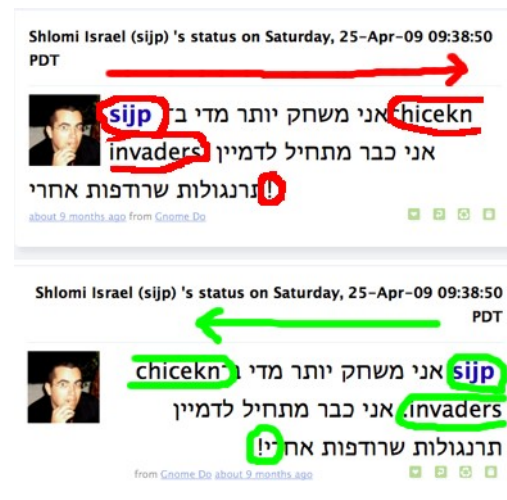 Shlomi Israel (sijp) 's status on Saturday, 25-Apr-09 09:38:50
PDT
sijp אני משחק יותר מדי ב־chicekn
invaders. אני כבר מתחיל לדמיין
תרנגולות שרודפות אחרי!
about 9 months ago from Gnome Do
Shlomi Israel (sijp) 's status on Saturday, 25-Apr-09 09:38:50
PDT
sijp אני משחק יותר מדי ב־chicekn
invaders. אני כבר מתחיל לדמיין
תרנגולות שרודפות אחרי!
from Gnome Do about 9 months ago